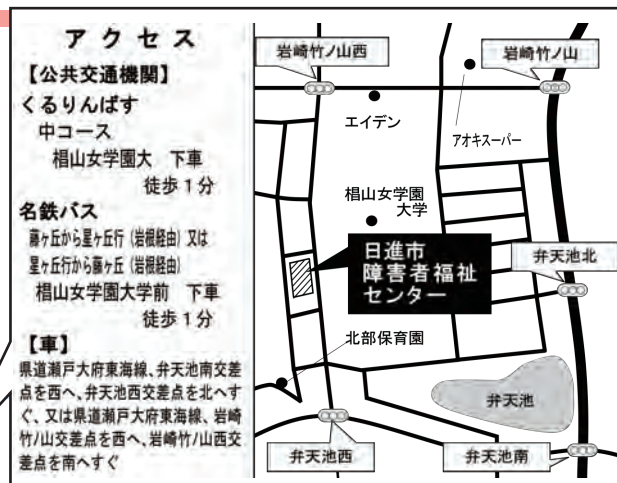 アクセス
【公共交通機関】
くるりんばす
中コース
椙山女学園大 下車
徒歩1分
名鉄バス
藤ヶ丘から星ヶ丘行(岩根経由)又は
星ヶ丘行から藤ヶ丘(岩根経由)
椙山女学園大学前 下車
徒歩1分
【車】
県道瀬戸大府東海線、弁天池南交差
点を西へ、弁天池西交差点を北へす
ぐ、又は県道瀬戸大府東海線、岩崎
竹ノ山交差点を西へ、岩崎竹ノ山西交
差点を南へすぐ
岩崎竹ノ山西
岩崎竹ノ山
エイデン
アオキスーパー
椙山女学園
大学
日進市
障害者福祉
センター
弁天池北
北部保育園
弁天池
弁天池西
弁天池南